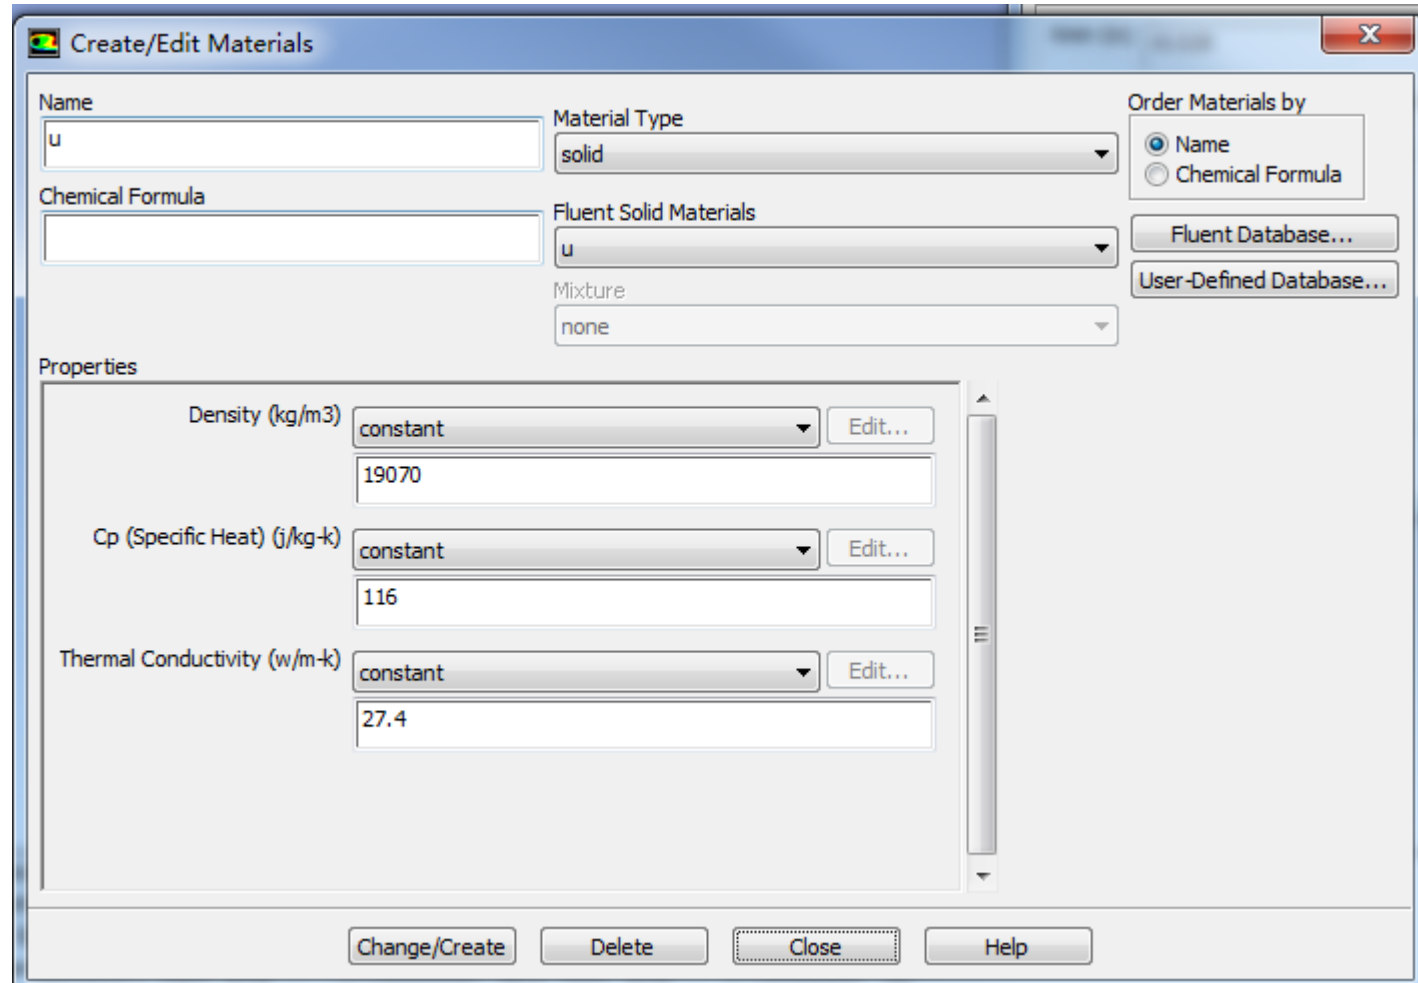 Create/Edit Materials
Name
u
Material Type
solid
Order Materials by
Name
Chemical Formula
Chemical Formula
Fluent Solid Materials
u
Fluent Database...
User-Defined Database...
Mixture
none
Properties
Density (kg/m3)
constant
Edit...
19070
Cp (Specific Heat) (j/kg-k)
constant
Edit...
116
Thermal Conductivity (w/m-k)
constant
Edit...
27.4
Change/Create
Delete
Close
Help